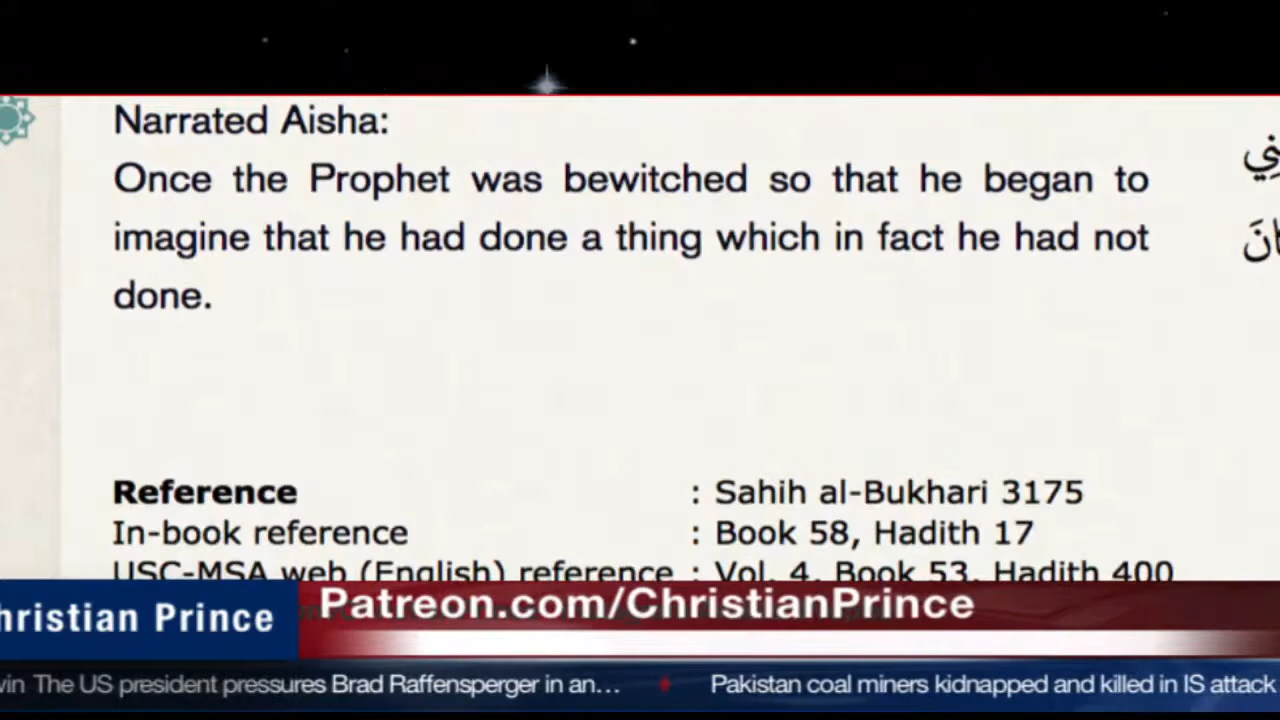 Narrated Aisha:
Once the Prophet was bewitched so that he began to
imagine that he had done a thing which in fact he had not
done.
Reference : Sahih al-Bukhari 3175
In-book reference : Book 58, Hadith 17
USC-MSA web (English) reference : Vol. 4, Book 53, Hadith 400
hristian Prince
Patreon.com/ChristianPrince
vin The US president pressures Brad Raffensperger in an… Pakistan coal miners kidnapped and killed in IS attack